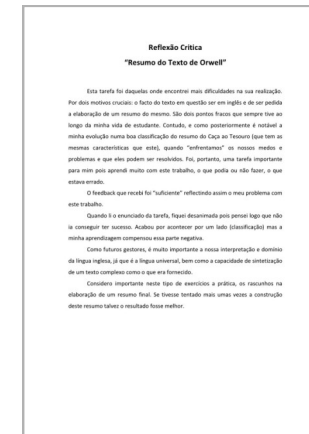 Reflexão Critica
“Resumo do Texto de Orwell”
Esta tarefa foi daquelas onde encontrei mais dificuldades na sua realização.
Por dois motivos cruciais: o facto do texto em questão ser em inglês e de ser pedida
a elaboração de um resumo do mesmo. São dois pontos fracos que sempre tive ao
longo da minha vida de estudante. Contudo, e como posteriormente é notável a
minha evolução numa boa classificação do resumo do Caça ao Tesouro (que tem as
mesmas características que este), quando “enfrentamos” os nossos medos e
problemas e que eles podem ser resolvidos. Foi, portanto, uma tarefa importante
para mim pois aprendi muito com este trabalho, o que podia ou não fazer, o que
estava errado.
O feedback que recebi foi “suficiente” reflectindo assim o meu problema com
este trabalho.
Quando li o enunciado da tarefa, fiquei desanimada pois pensei logo que não
ia conseguir ter sucesso. Acabou por acontecer por um lado (classificação) mas a
minha aprendizagem compensou essa parte negativa.
Como futuros gestores, é muito importante a nossa interpretação e domínio
da língua inglesa, já que é a língua universal, bem como a capacidade de sintetização
de um texto complexo como o que era fornecido.
Considero importante neste tipo de exercícios a prática, os rascunhos na
elaboração de um resumo final. Se tivesse tentado mais umas vezes a construção
deste resumo talvez o resultado fosse melhor.